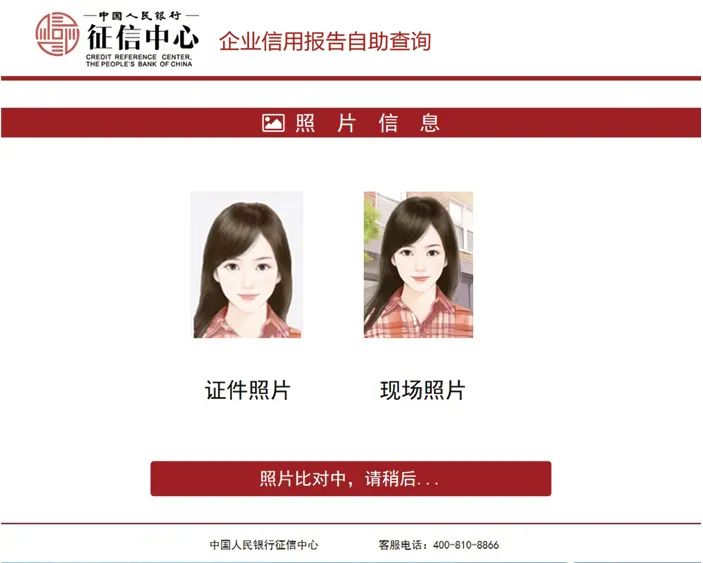 中国人民银行
征信中心
CREDIT REFERENCE CENTER,
THE PEOPLE'S BANK OF CHINA
企业信用报告自助查询
照片信息
证件照片
现场照片
照片比对中，请稍后...
中国人民银行征信中心
客服电话：400-810-8866